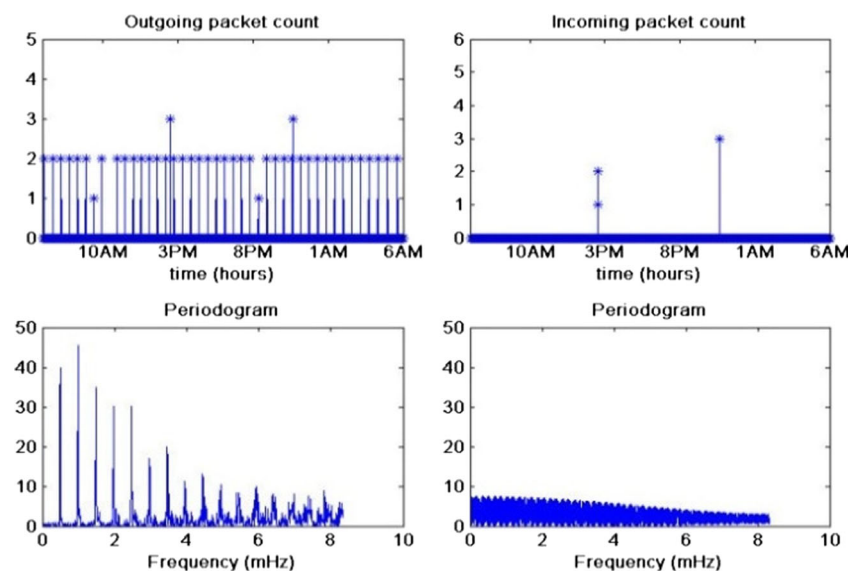 Outgoing packet count
5
4
3
2
1
0
10AM 3PM 8PM 1AM 6AM
time (hours)
Incoming packet count
6
5
4
3
2
1
0
10AM 3PM 8PM 1AM 6AM
time (hours)
Periodogram
50
40
30
20
10
0
0 2 4 6 8 10
Frequency (mHz)
Periodogram
50
40
30
20
10
0
0 2 4 6 8 10
Frequency (mHz)